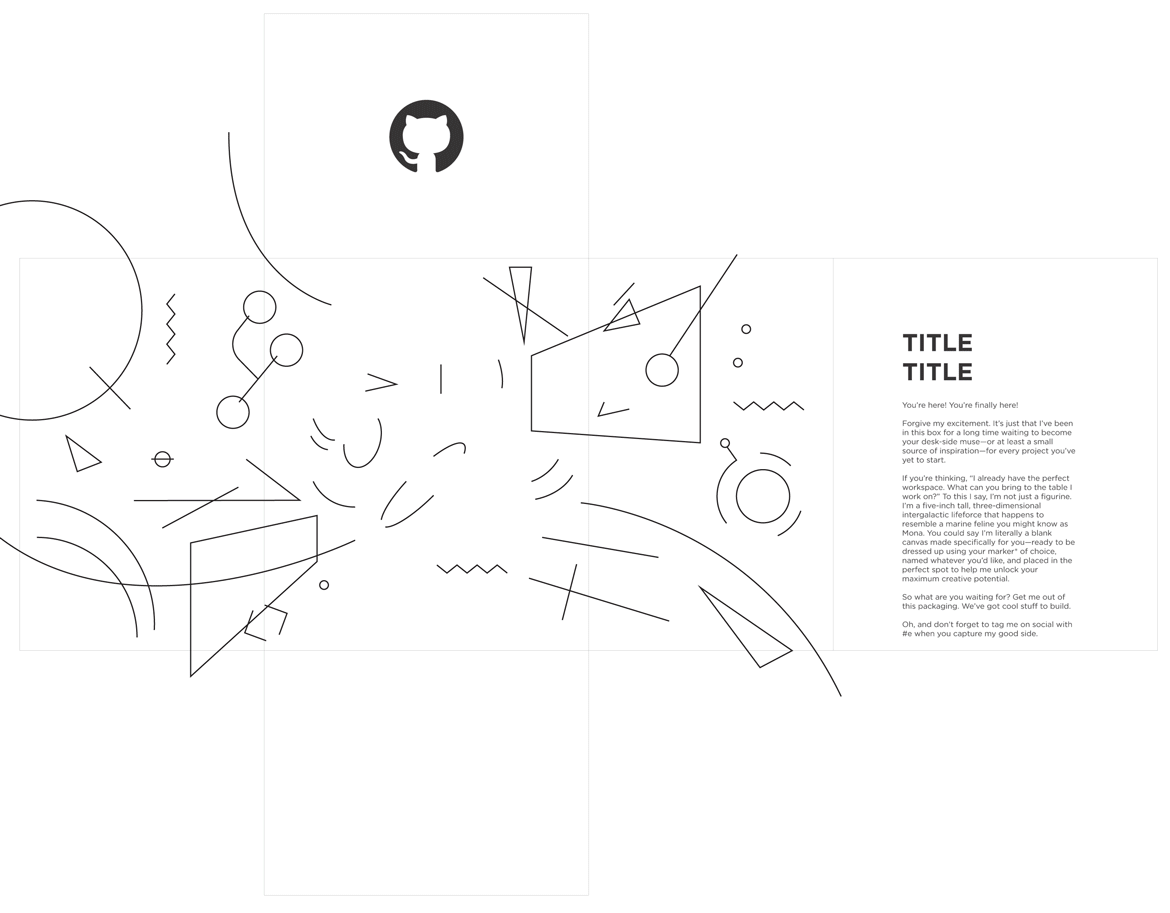 TITLE
TITLE
You’re here! You’re finally here!
Forgive my excitement. It’s just that I’ve been
in this box for a long time waiting to become
your desk-side muse—or at least a small
source of inspiration—for every project you’ve
yet to start.
If you’re thinking, “I already have the perfect
workspace. What can you bring to the table I
work on?” To this I say, I’m not just a figurine.
I’m a five-inch tall, three-dimensional
intergalactic lifeforce that happens to
resemble a marine feline you might know as
Mona. You could say I’m literally a blank
canvas made specifically for you—ready to be
dressed up using your marker* of choice,
named whatever you’d like, and placed in the
perfect spot to help me unlock your
maximum creative potential.
So what are you waiting for? Get me out of
this packaging. We’ve got cool stuff to build.
Oh, and don’t forget to tag me on social with
#e when you capture my good side.